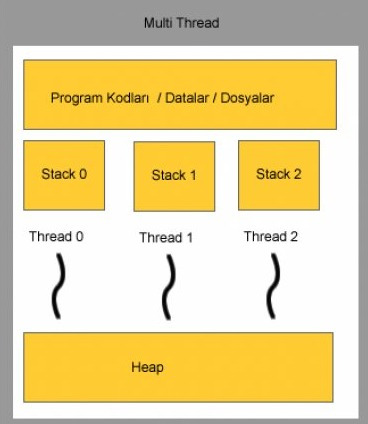 Multi Thread
Program Kodları / Datalar / Dosyalar
Stack 0 Stack 1 Stack 2
Thread 0 Thread 1 Thread 2
Heap